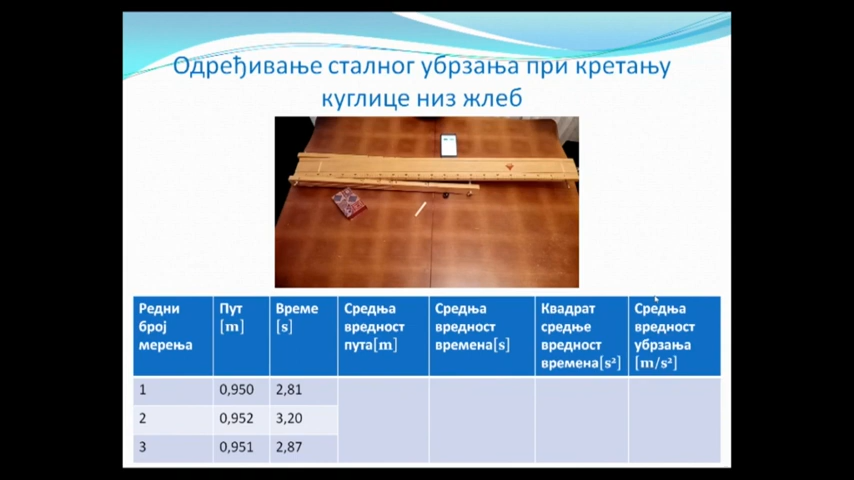 Одређивање сталног убрзања при кретању
куглице низ жлеб
Редни
број
мерења
Пут
[m]
Време
[s]
Средња
вредност
пута[m]
Средња
вредност
времена[s]
Квадрат
средње
вредност
времена[s²]
Средња
вредност
убрзања
[m/s²]
1 0,950 2,81
2 0,952 3,20
3 0,951 2,87